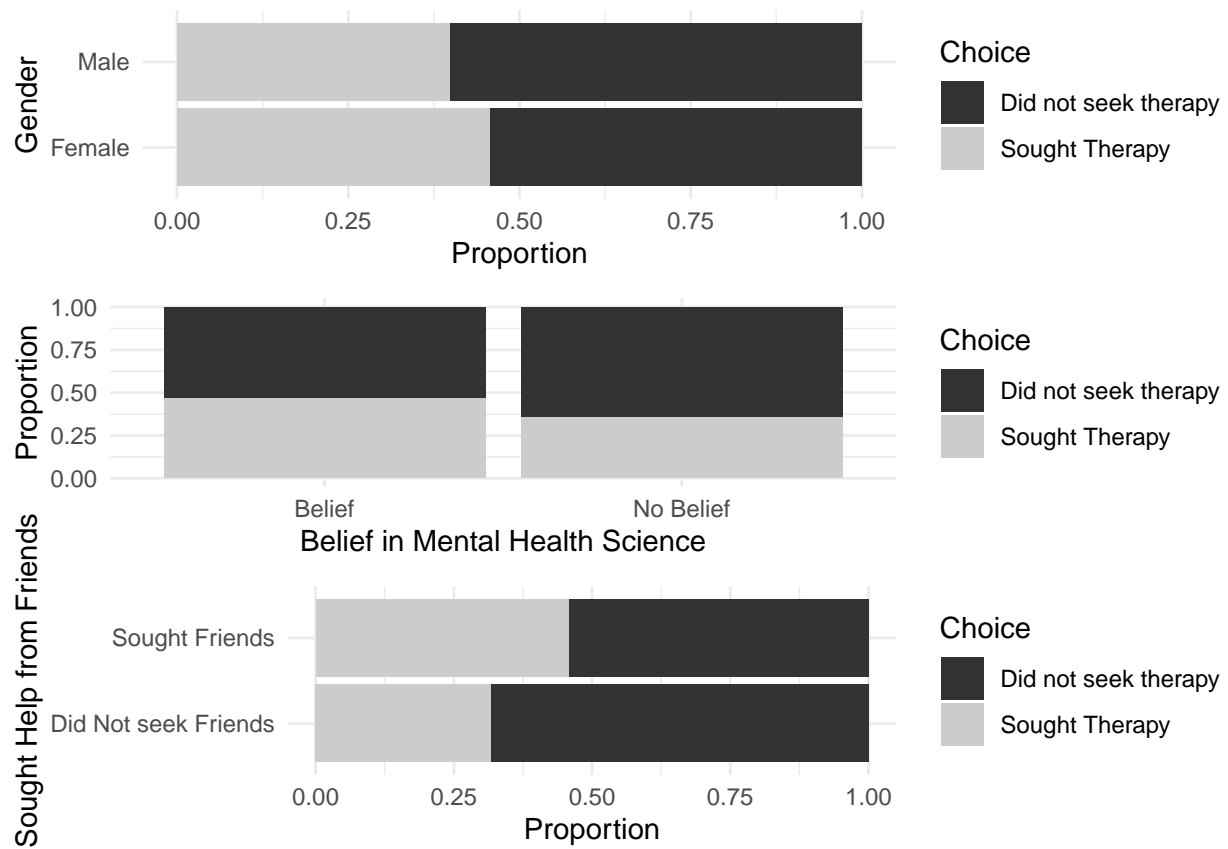 Gender
Male
Female
0.00 0.25 0.50 0.75 1.00
Proportion
Choice
Did not seek therapy
Sought Therapy
Proportion
1.00
0.75
0.50
0.25
0.00
Belief No Belief
Belief in Mental Health Science
Choice
Did not seek therapy
Sought Therapy
Sought Help from Friends
Sought Friends
Did Not seek Friends
0.00 0.25 0.50 0.75 1.00
Proportion
Choice
Did not seek therapy
Sought Therapy